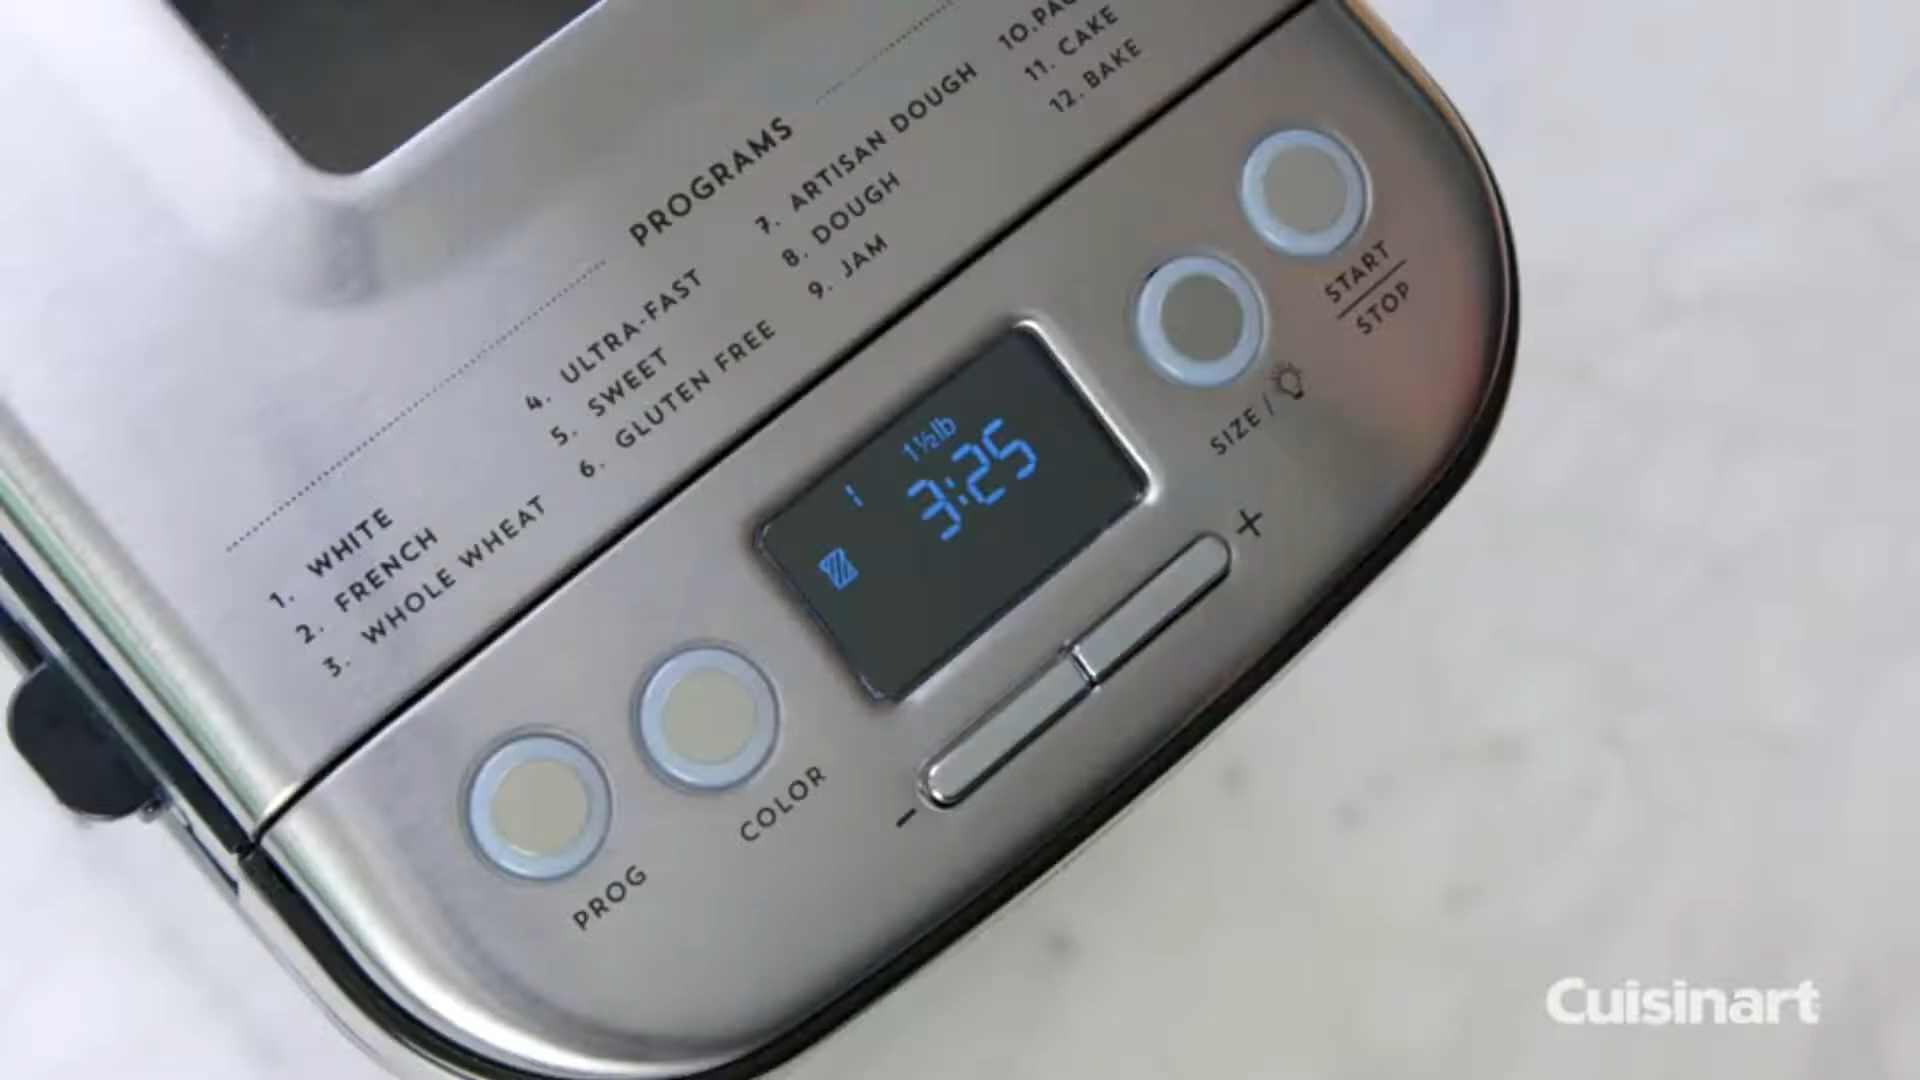 PROGRAMS
1. WHITE
2. FRENCH
3. WHOLE WHEAT
4. ULTRA-FAST
5. SWEET
6. GLUTEN FREE
7. ARTISAN DOUGH
8. DOUGH
9. JAM
10.
11. CAKE
12. BAKE
1½lb
1
3:25
START
STOP
SIZE /
+
-
COLOR
PROG
Cuisinart